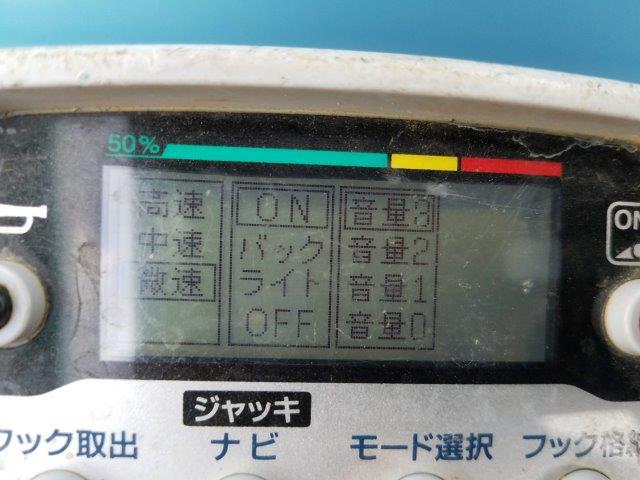 50%
高速 ON 音量3
中速 バック 音量2
微速 ライト 音量1
OFF 音量0
h
ON
ジャッキ
フック取出 ナビ モード選択 フック格納